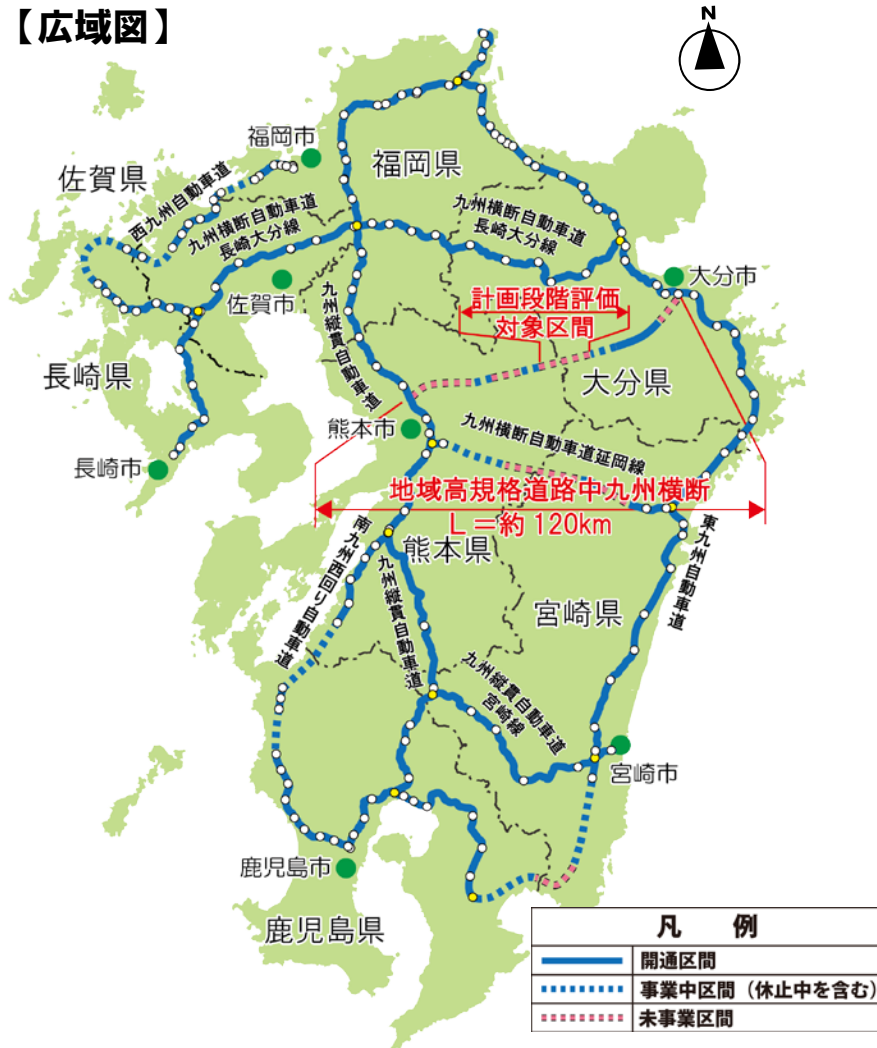 【広域図】
N
福岡市
佐賀県
福岡県
西九州自動車道
九州横断自動車道
長崎大分線
九州横断自動車道
長崎大分線
大分市
佐賀市
計画段階評価
対象区間
九州縦貫自動車道
長崎県
大分県
熊本市
九州横断自動車道延岡線
長崎市
地域高規格道路中九州横断
L=約120km
熊本県
南九州西回り自動車道
九州縦貫自動車道
東九州自動車道
宮崎県
九州縦貫自動車道
宮崎線
宮崎市
鹿児島市
鹿児島県
凡 例
開通区間
事業中区間(休止中を含む)
未事業区間